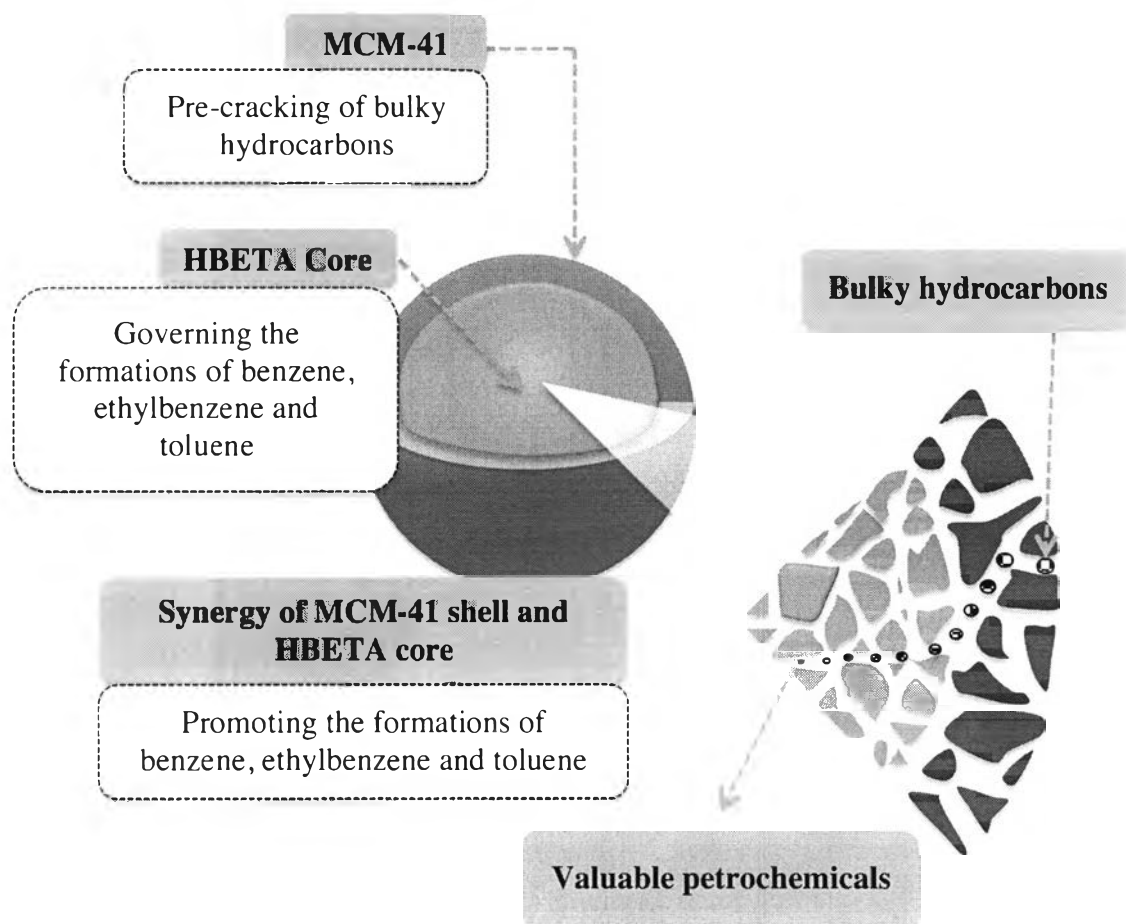 MCM-41
Pre-cracking of bulky
hydrocarbons
HBETA Core
Governing the
formations of benzene,
ethylbenzene and
toluene
Bulky hydrocarbons
Synergy of MCM-41 shell and
HBETA core
Promoting the formations of
benzene, ethylbenzene and toluene
Valuable petrochemicals